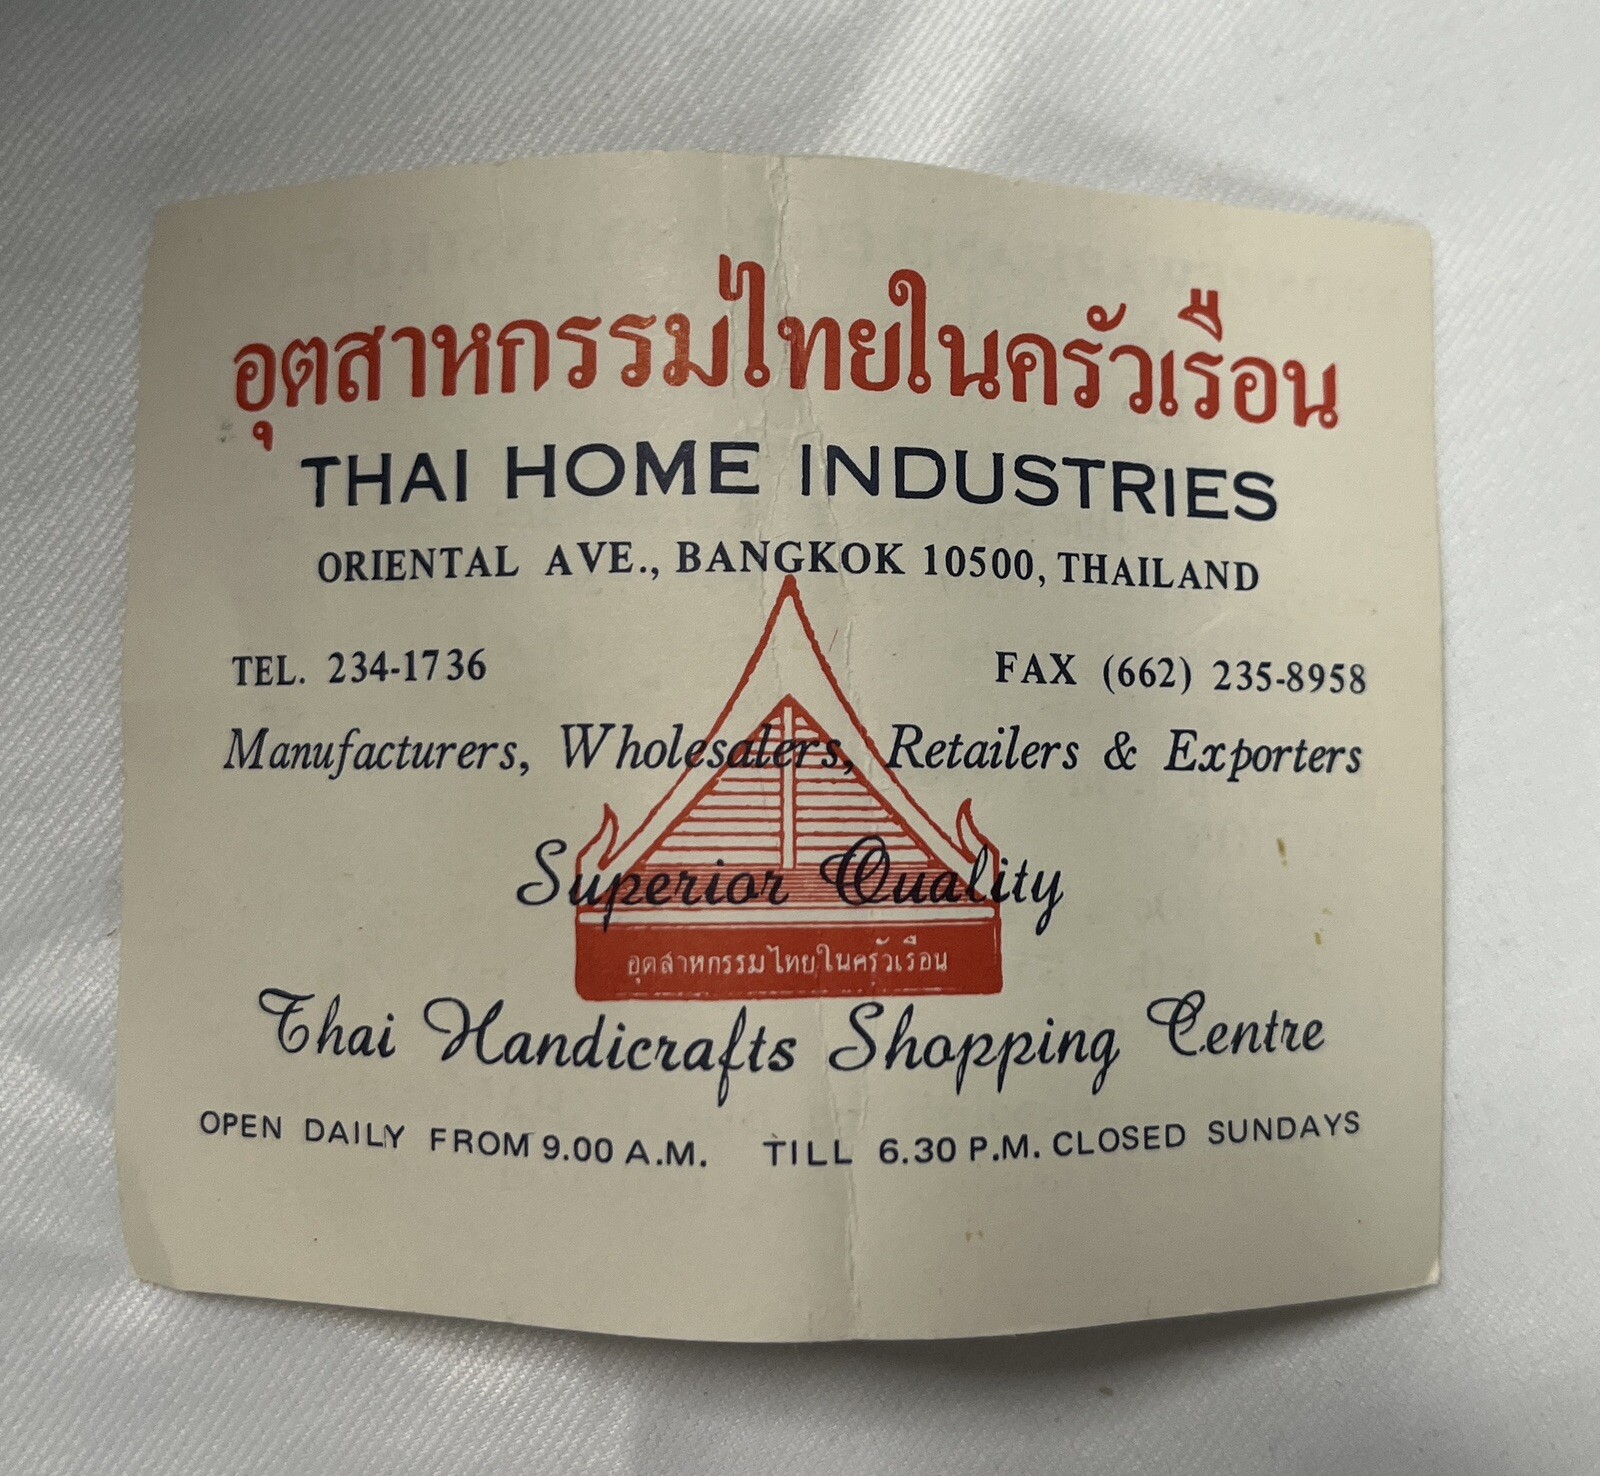 อุตสาหกรรมไทยในครัวเรือน
THAI HOME INDUSTRIES
ORIENTAL AVE., BANGKOK 10500, THAILAND
TEL. 234-1736 FAX (662) 235-8958
Manufacturers, Wholesalers, Retailers & Exporters
Superior Quality
อุตสาหกรรมไทยในครัวเรือน
Thai Handicrafts Shopping Centre
OPEN DAILY FROM 9.00 A.M. TILL 6.30 P.M. CLOSED SUNDAYS